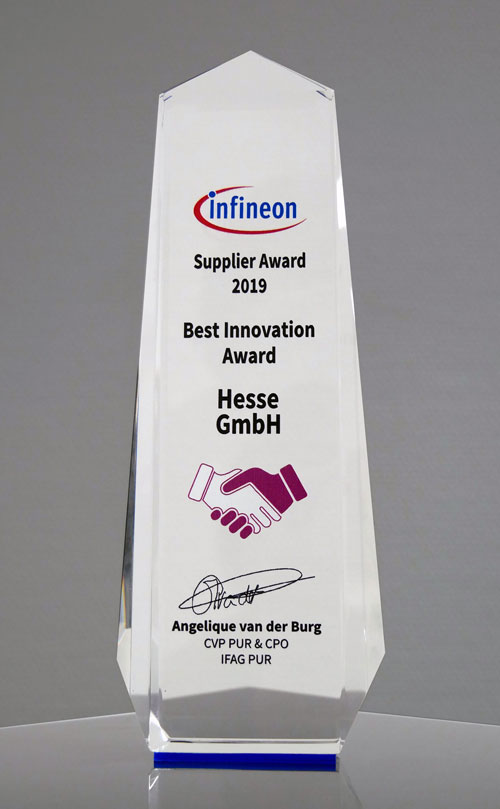 infineon
Supplier Award
2019
Best Innovation
Award
Hesse
GmbH
Angelique van der Burg
CVP PUR & CPO
IFAG PUR